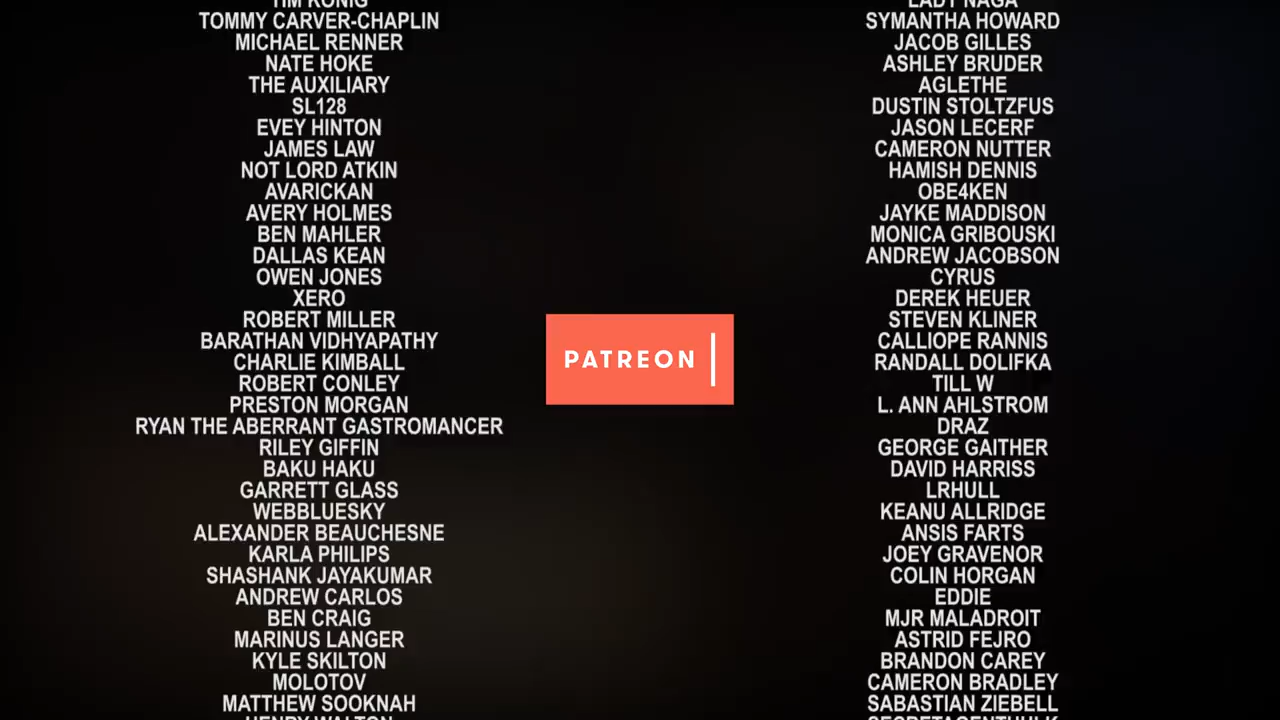 TIM KONIG
TOMMY CARVER-CHAPLIN
MICHAEL RENNER
NATE HOKE
THE AUXILIARY
SL128
EVEY HINTON
JAMES LAW
NOT LORD ATKIN
AVARICKAN
AVERY HOLMES
BEN MAHLER
DALLAS KEAN
OWEN JONES
XERO
ROBERT MILLER
BARATHAN VIDHYAPATHY
CHARLIE KIMBALL
ROBERT CONLEY
PRESTON MORGAN
RYAN THE ABERRANT GASTROMANCER
RILEY GIFFIN
BAKU HAKU
GARRETT GLASS
WEBBLUESKY
ALEXANDER BEAUCHESNE
KARLA PHILIPS
SHASHANK JAYAKUMAR
ANDREW CARLOS
BEN CRAIG
MARINUS LANGER
KYLE SKILTON
MOLOTOV
MATTHEW SOOKNAH
HENRY WALTON
PATREON
LADY NAGA
SYMANTHA HOWARD
JACOB GILLES
ASHLEY BRUDER
AGLETHE
DUSTIN STOLTZFUS
JASON LECERF
CAMERON NUTTER
HAMISH DENNIS
OBE4KEN
JAYKE MADDISON
MONICA GRIBOUSKI
ANDREW JACOBSON
CYRUS
DEREK HEUER
STEVEN KLINER
CALLIOPE RANNIS
RANDALL DOLIFKA
TILL W
L. ANN AHLSTROM
DRAZ
GEORGE GAITHER
DAVID HARRISS
LRHULL
KEANU ALLRIDGE
ANSIS FARTS
JOEY GRAVENOR
COLIN HORGAN
EDDIE
MJR MALADROIT
ASTRID FEJRO
BRANDON CAREY
CAMERON BRADLEY
SABASTIAN ZIEBELL